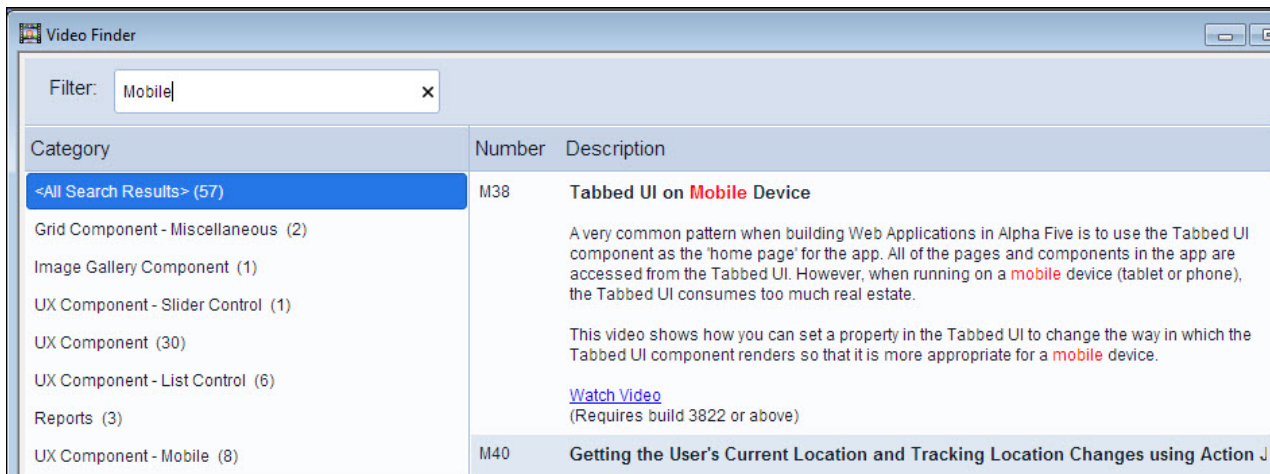 Video Finder
Filter:
Mobile
Category
Number
Description
<All Search Results> (57)
Grid Component - Miscellaneous (2)
Image Gallery Component (1)
UX Component - Slider Control (1)
UX Component (30)
UX Component - List Control (6)
Reports (3)
UX Component - Mobile (8)
M38
Tabbed UI on Mobile Device
A very common pattern when building Web Applications in Alpha Five is to use the Tabbed UI
component as the 'home page' for the app. All of the pages and components in the app are
accessed from the Tabbed UI. However, when running on a mobile device (tablet or phone),
the Tabbed UI consumes too much real estate.
This video shows how you can set a property in the Tabbed UI to change the way in which the
Tabbed UI component renders so that it is more appropriate for a mobile device.
Watch Video
(Requires build 3822 or above)
M40
Getting the User's Current Location and Tracking Location Changes using Action J